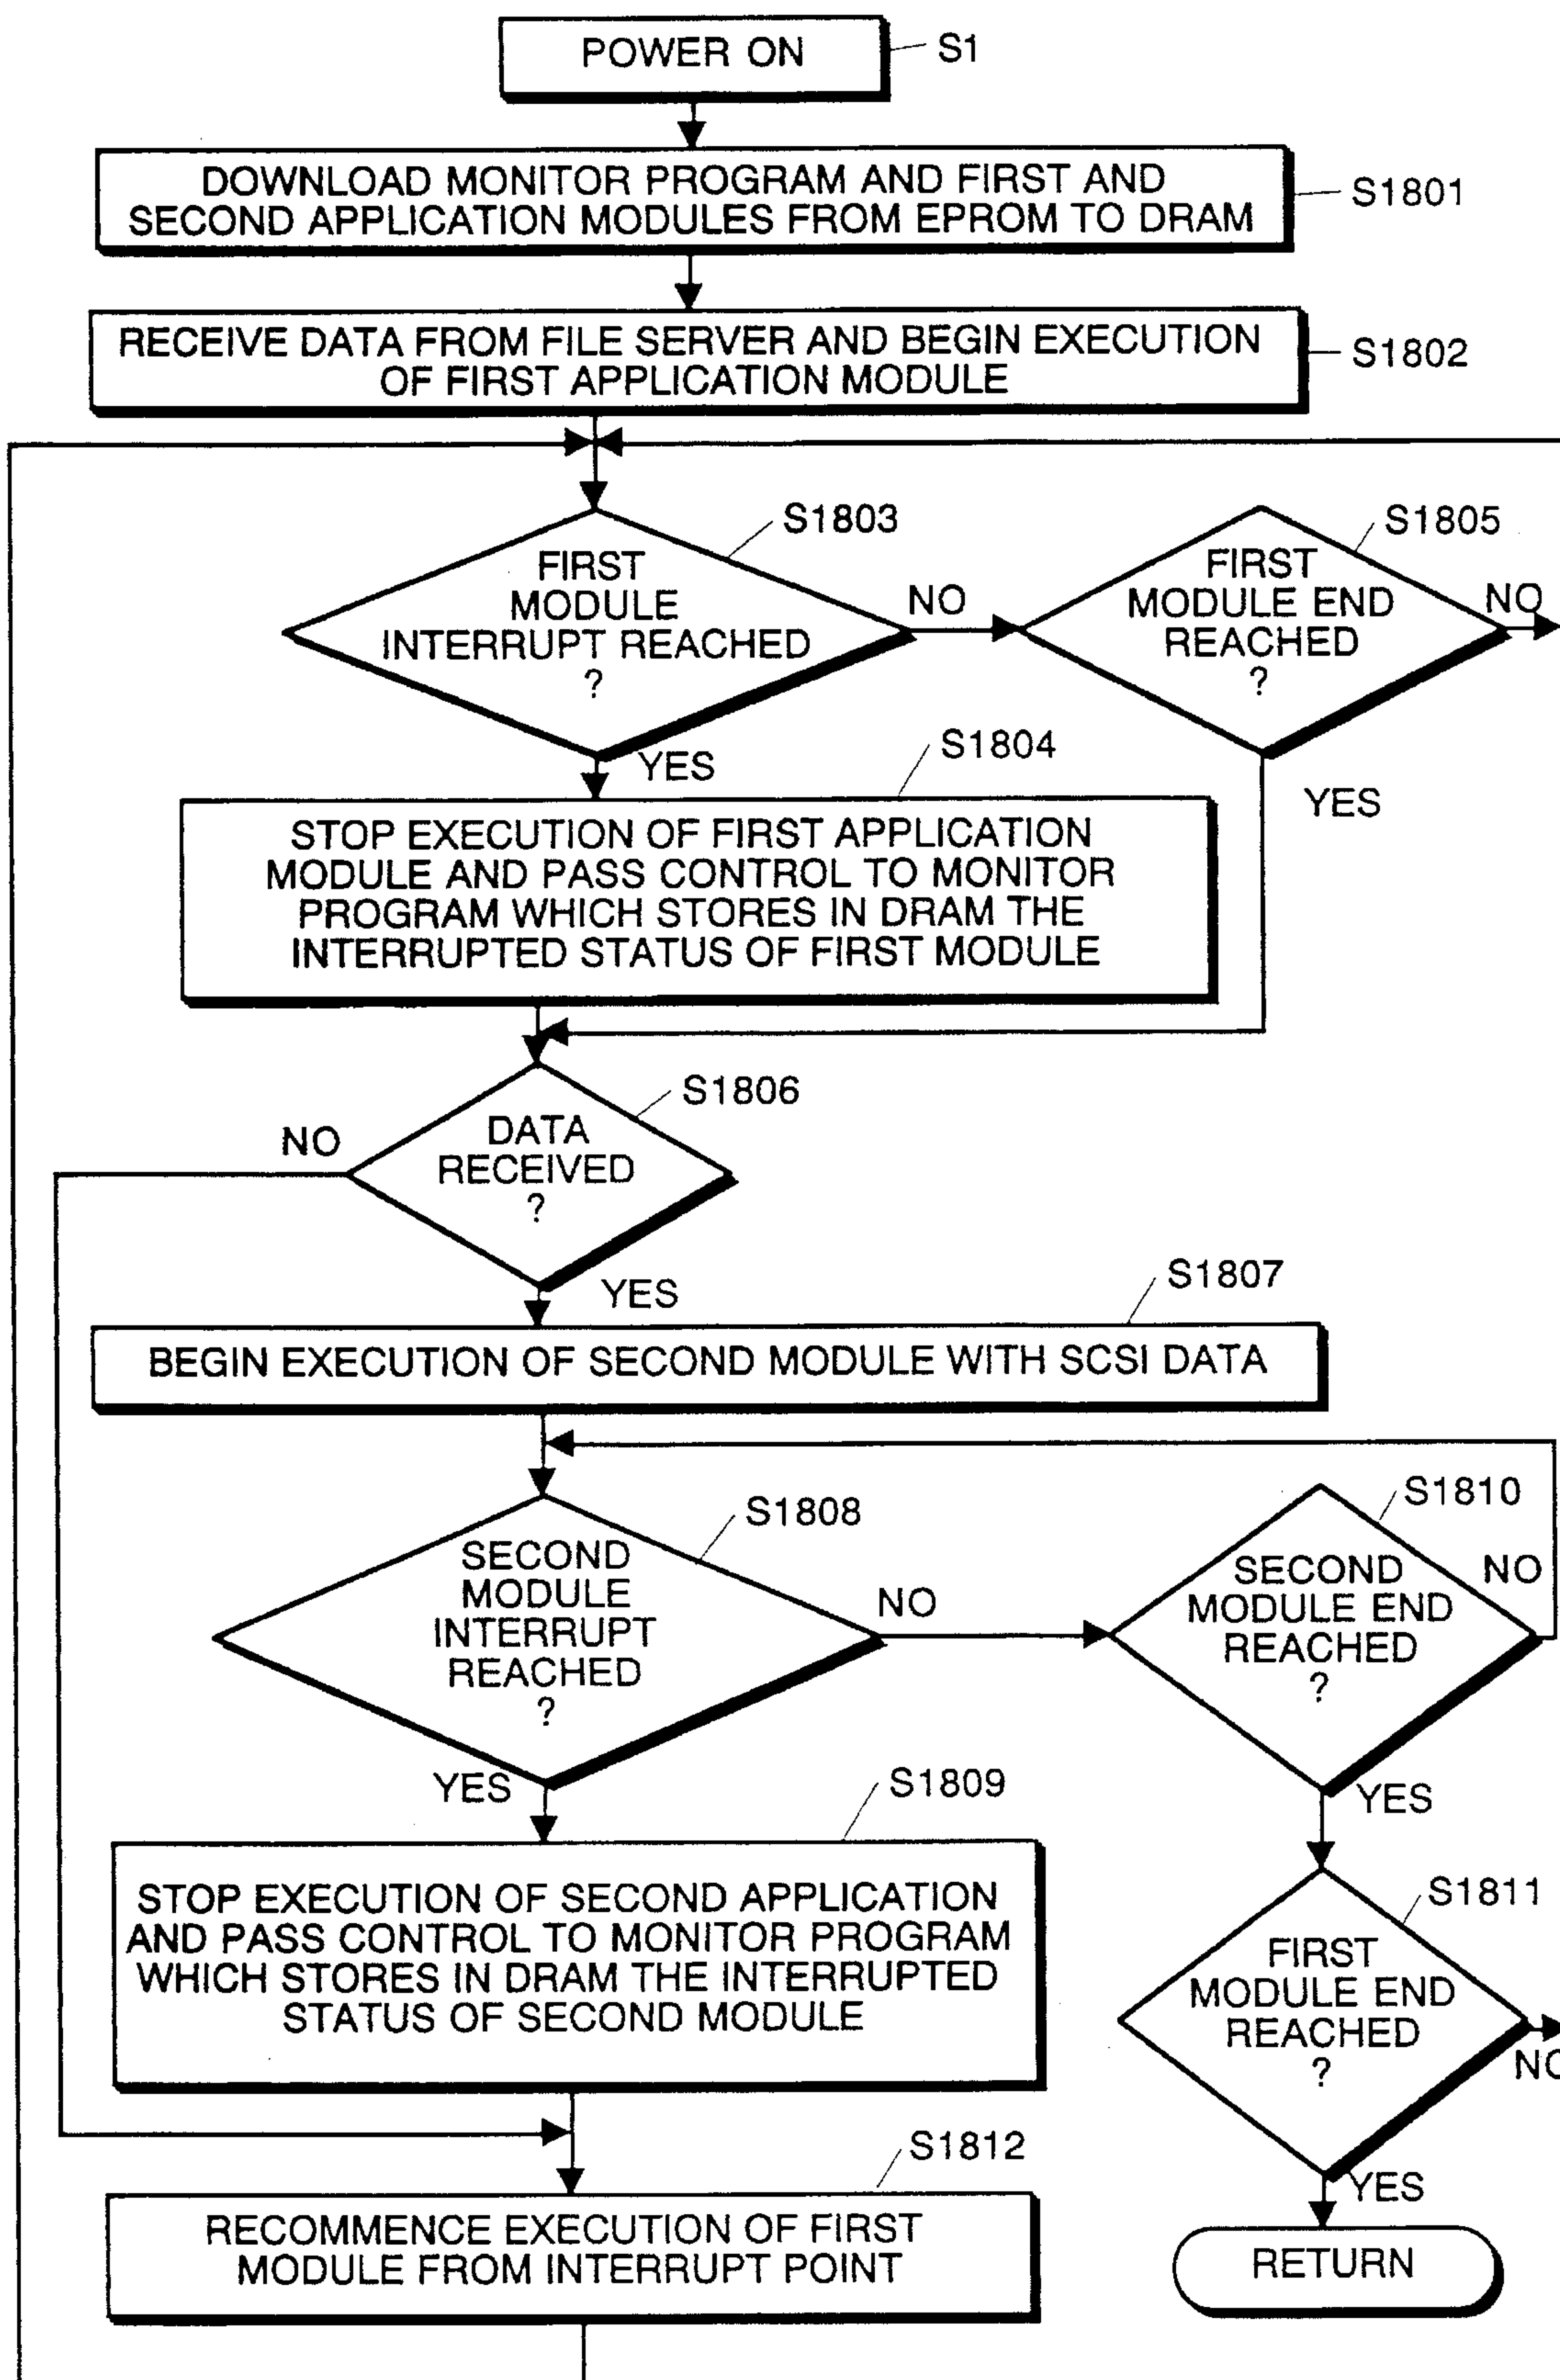 POWER ON
S1
DOWNLOAD MONITOR PROGRAM AND FIRST AND
SECOND APPLICATION MODULES FROM EPROM TO DRAM
S1801
RECEIVE DATA FROM FILE SERVER AND BEGIN EXECUTION
OF FIRST APPLICATION MODULE
S1802
S1803
FIRST
MODULE
INTERRUPT REACHED
?
NO
S1805
FIRST
MODULE END
REACHED
?
NO
YES
YES
S1804
STOP EXECUTION OF FIRST APPLICATION
MODULE AND PASS CONTROL TO MONITOR
PROGRAM WHICH STORES IN DRAM THE
INTERRUPTED STATUS OF FIRST MODULE
S1806
DATA
RECEIVED
?
NO
YES
S1807
BEGIN EXECUTION OF SECOND MODULE WITH SCSI DATA
S1808
SECOND
MODULE
INTERRUPT
REACHED
?
NO
S1810
SECOND
MODULE END
REACHED
?
NO
YES
YES
S1809
STOP EXECUTION OF SECOND APPLICATION
AND PASS CONTROL TO MONITOR PROGRAM
WHICH STORES IN DRAM THE INTERRUPTED
STATUS OF SECOND MODULE
S1811
FIRST
MODULE END
REACHED
?
NO
YES
S1812
RECOMMENCE EXECUTION OF FIRST
MODULE FROM INTERRUPT POINT
RETURN